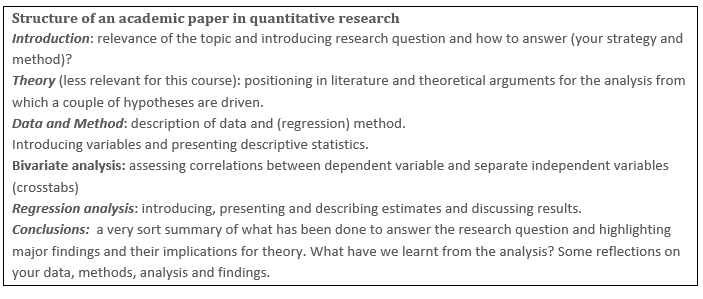 Structure of an academic paper in quantitative research
Introduction: relevance of the topic and introducing research question and how to answer (your strategy and
method)?
Theory (less relevant for this course): positioning in literature and theoretical arguments for the analysis from
which a couple of hypotheses are driven.
Data and Method: description of data and (regression) method.
Introducing variables and presenting descriptive statistics.
Bivariate analysis: assessing correlations between dependent variable and separate independent variables
(crosstabs)
Regression analysis: introducing, presenting and describing estimates and discussing results.
Conclusions:  a very sort summary of what has been done to answer the research question and highlighting
major findings and their implications for theory. What have we learnt from the analysis? Some reflections on
your data, methods, analysis and findings.